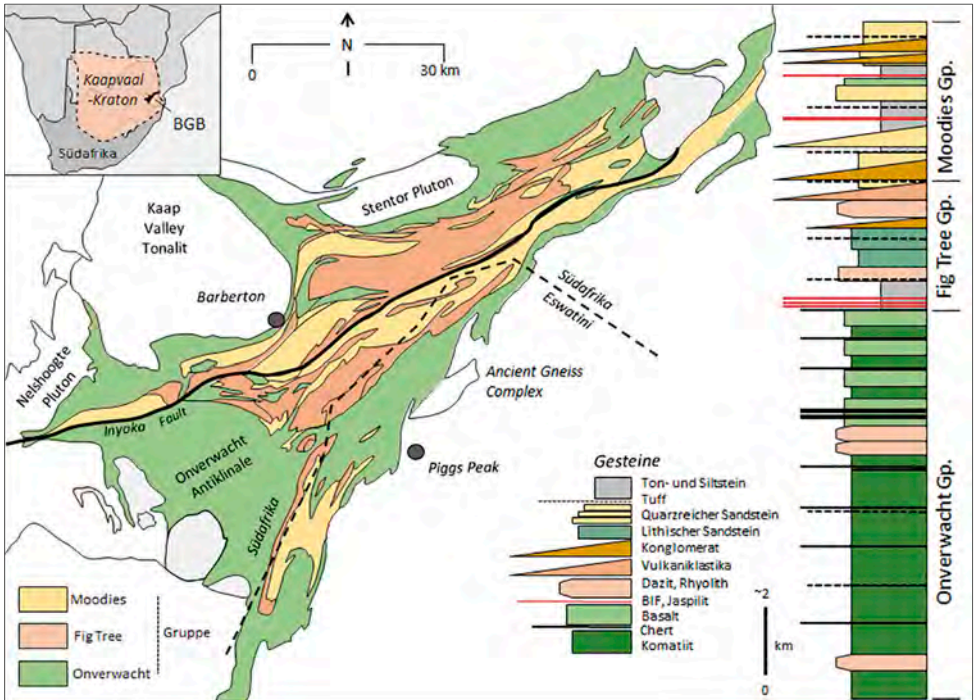 Kaapvaal
-Kraton
BGB
Südafrika
N
0
30 km
Stentor Pluton
Kaap
Valley
Tonalit
Barberton
Nelshoogte
Pluton
Inyoka Fault
Onverwacht
Antiklinale
Südafrika
Südafrika
Eswatini
Ancient Gneiss
Complex
Piggs Peak
Moodies
Fig Tree
Onverwacht
Gruppe
Gesteine
Ton- und Siltstein
Tuff
Quarzreicher Sandstein
Lithischer Sandstein
Konglomerat
Vulkaniklastika
Dazit, Rhyolith
BIF, Jaspilit
Basalt
Chert
Komatiit
~2
km
0
Moodies Gp.
Fig Tree Gp.
Onverwacht Gp.